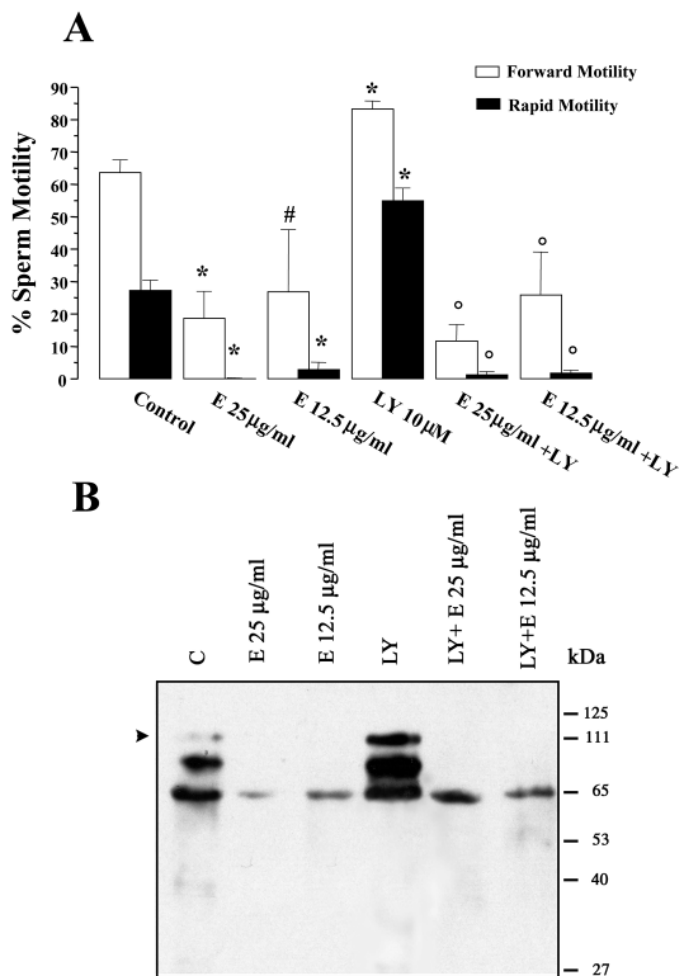 A
Forward Motility
Rapid Motility
% Sperm Motility
90
80
70
60
50
40
30
20
10
0
*
*
#
*
*
*
°
°
°
°
Control
E 25µg/ml
E 12.5µg/ml
LY 10µM
E 25µg/ml +LY
E 12.5µg/ml +LY
B
C
E 25 µg/ml
E 12.5 µg/ml
LY
LY+ E 25 µg/ml
LY+E 12.5 µg/ml
kDa
125
111
65
53
40
27